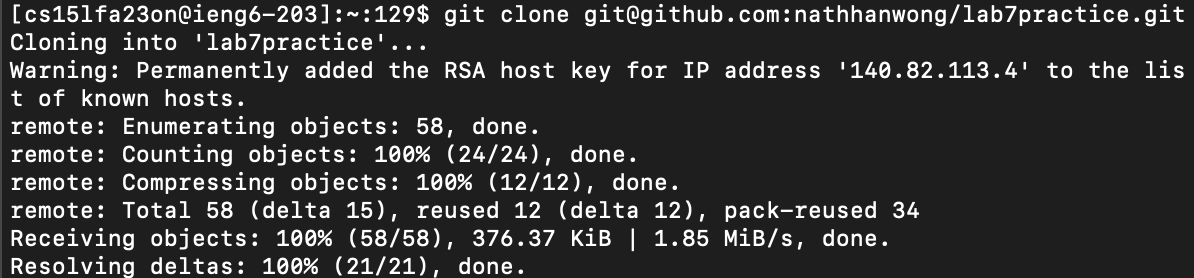 [cs15lfa23on@ieng6-203]:~:129$ git clone git@github.com:nathhanwong/lab7practice.git
Cloning into 'lab7practice'...
Warning: Permanently added the RSA host key for IP address '140.82.113.4' to the lis
t of known hosts.
remote: Enumerating objects: 58, done.
remote: Counting objects: 100% (24/24), done.
remote: Compressing objects: 100% (12/12), done.
remote: Total 58 (delta 15), reused 12 (delta 12), pack-reused 34
Receiving objects: 100% (58/58), 376.37 KiB | 1.85 MiB/s, done.
Resolving deltas: 100% (21/21), done.